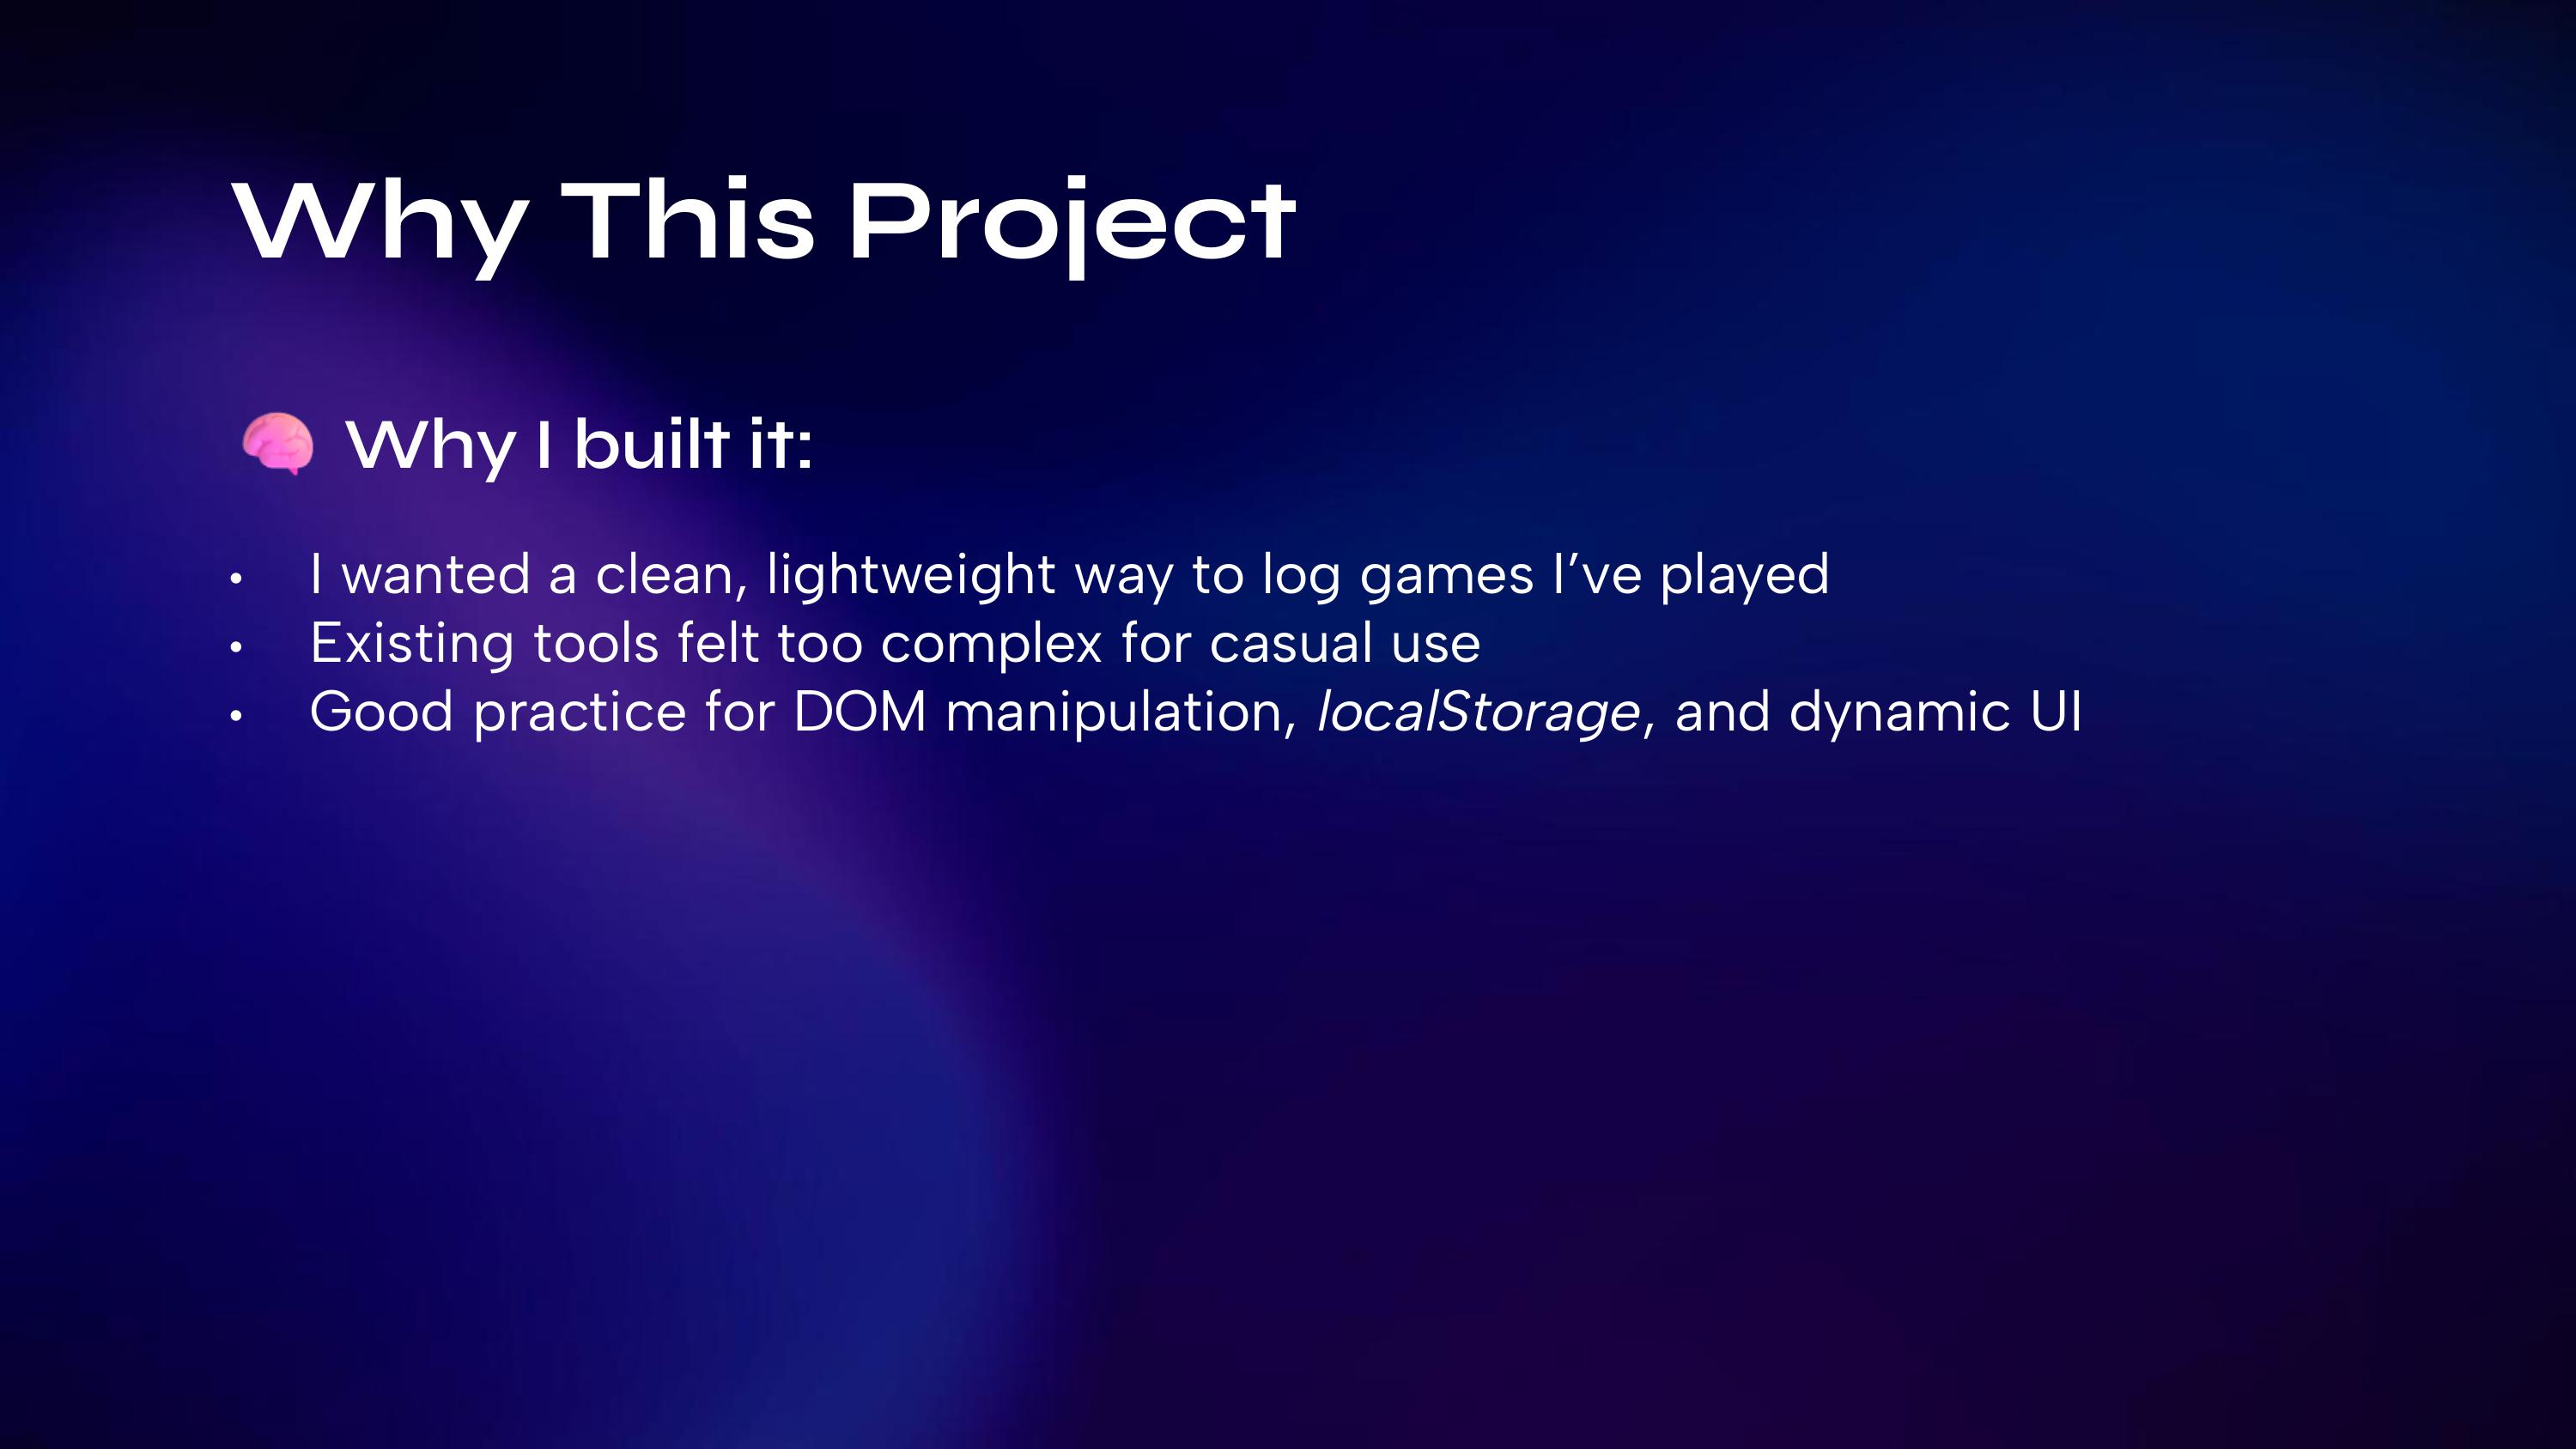 Why This Project
🧠 Why I built it:
• I wanted a clean, lightweight way to log games I’ve played
• Existing tools felt too complex for casual use
• Good practice for DOM manipulation, localStorage, and dynamic UI